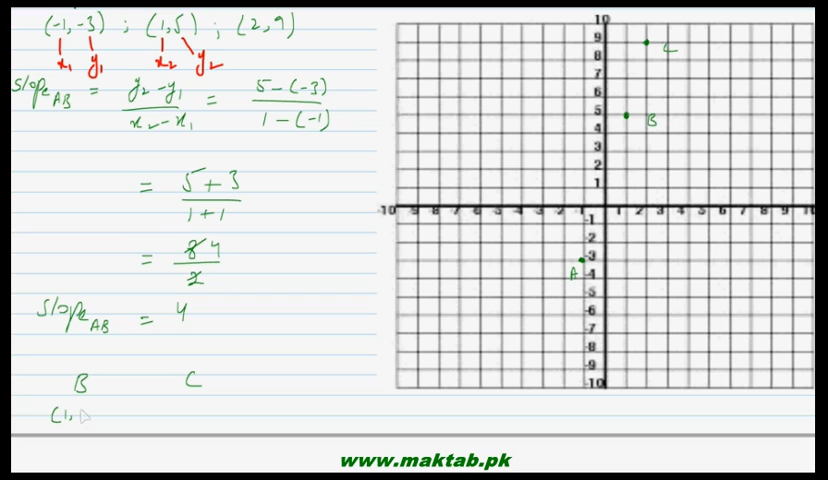 (-1, -3) ; (1, 5) ; (2, 9)
x₁ y₁ x₂ y₂
Slope AB = y₂ - y₁ / x₂ - x₁ = 5 - (-3) / 1 - (-1)
= 5 + 3 / 1 + 1
= 8 4 / 2
Slope AB = 4
B C
(1,
10
9
8
7
6
5
4
3
2
1
-10 -9 -8 -7 -6 -5 -4 -3 -2 -1 1 2 3 4 5 6 7 8 9 10
-1
-2
-3
-4
-5
-6
-7
-8
-9
-10
C
B
A
www.maktab.pk